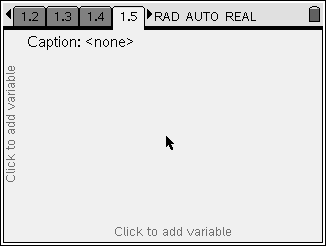 1.2 1.3 1.4 1.5 RAD AUTO REAL
Caption: <none>
Click to add variable
Click to add variable